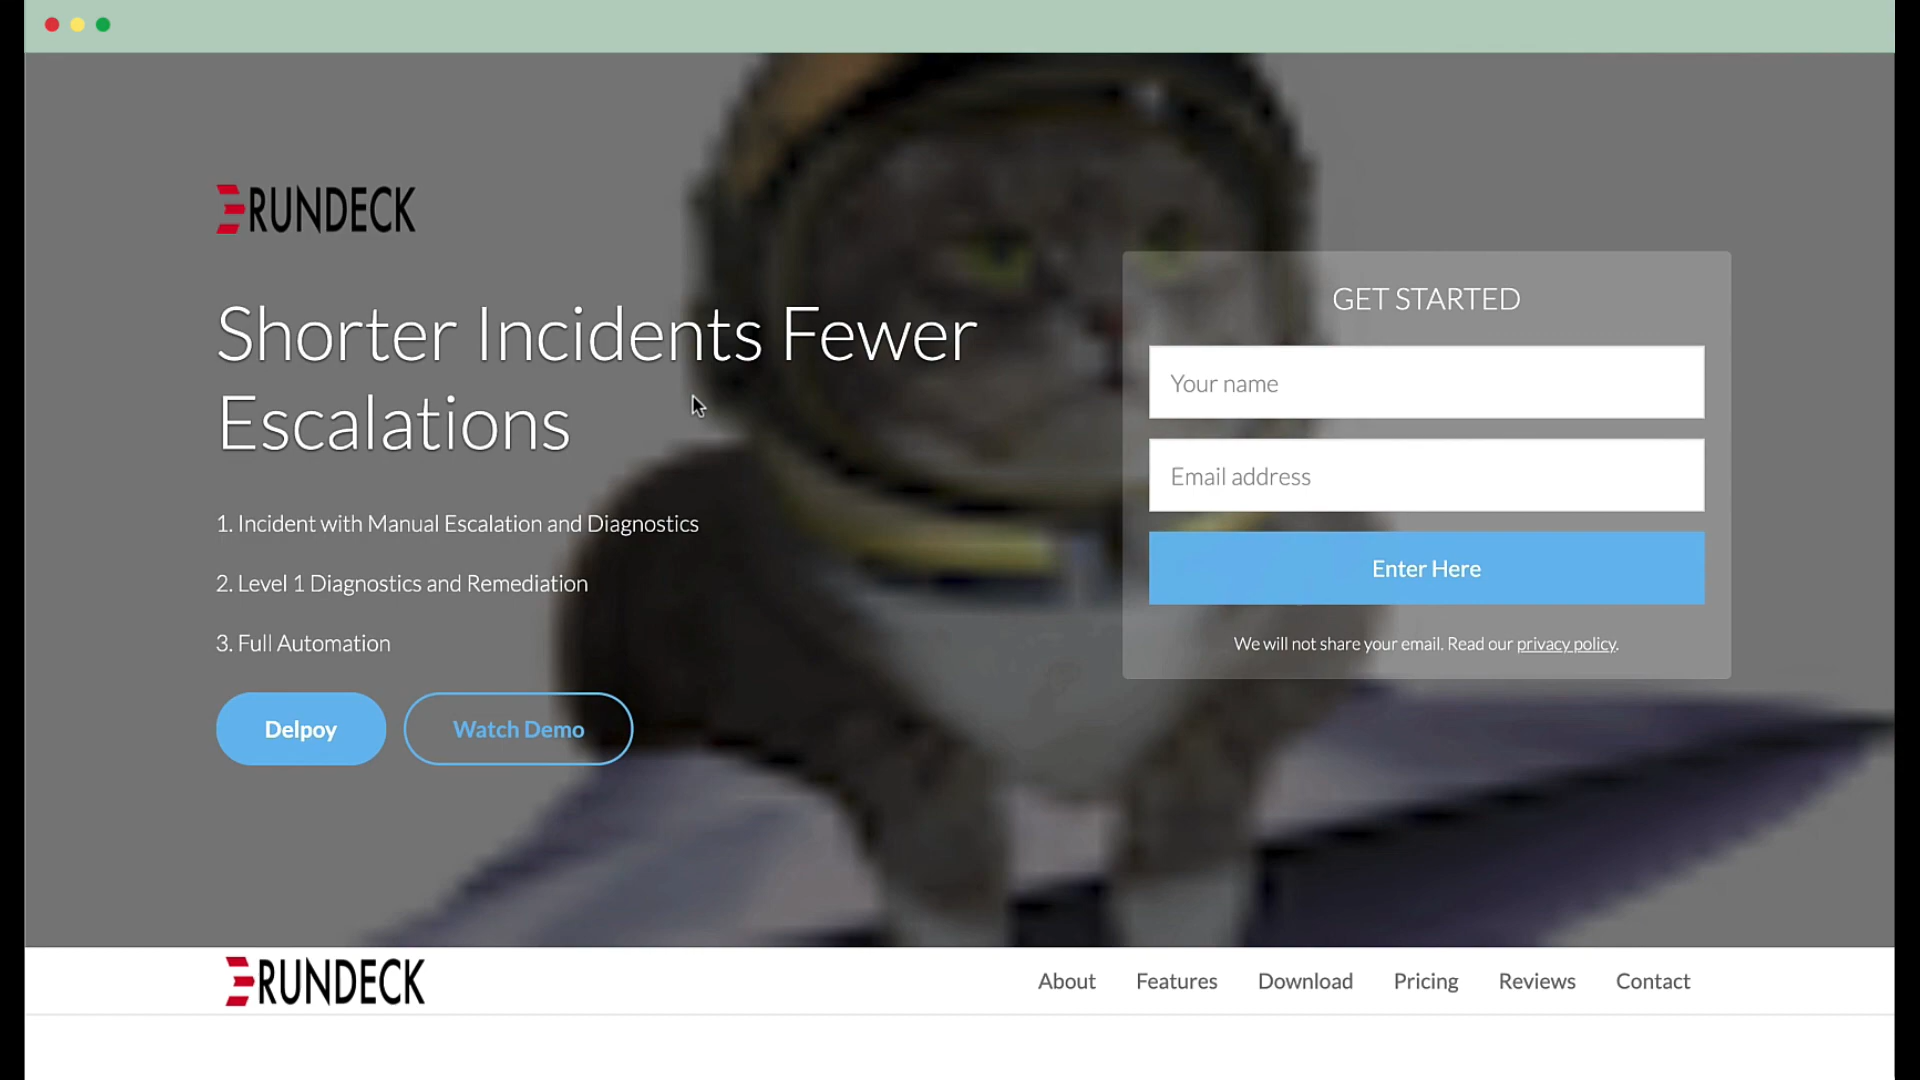 RUNDECK
Shorter Incidents Fewer
Escalations
1. Incident with Manual Escalation and Diagnostics
2. Level 1 Diagnostics and Remediation
3. Full Automation
Delpoy
Watch Demo
GET STARTED
Your name
Email address
Enter Here
We will not share your email. Read our privacy policy.
RUNDECK
About
Features
Download
Pricing
Reviews
Contact